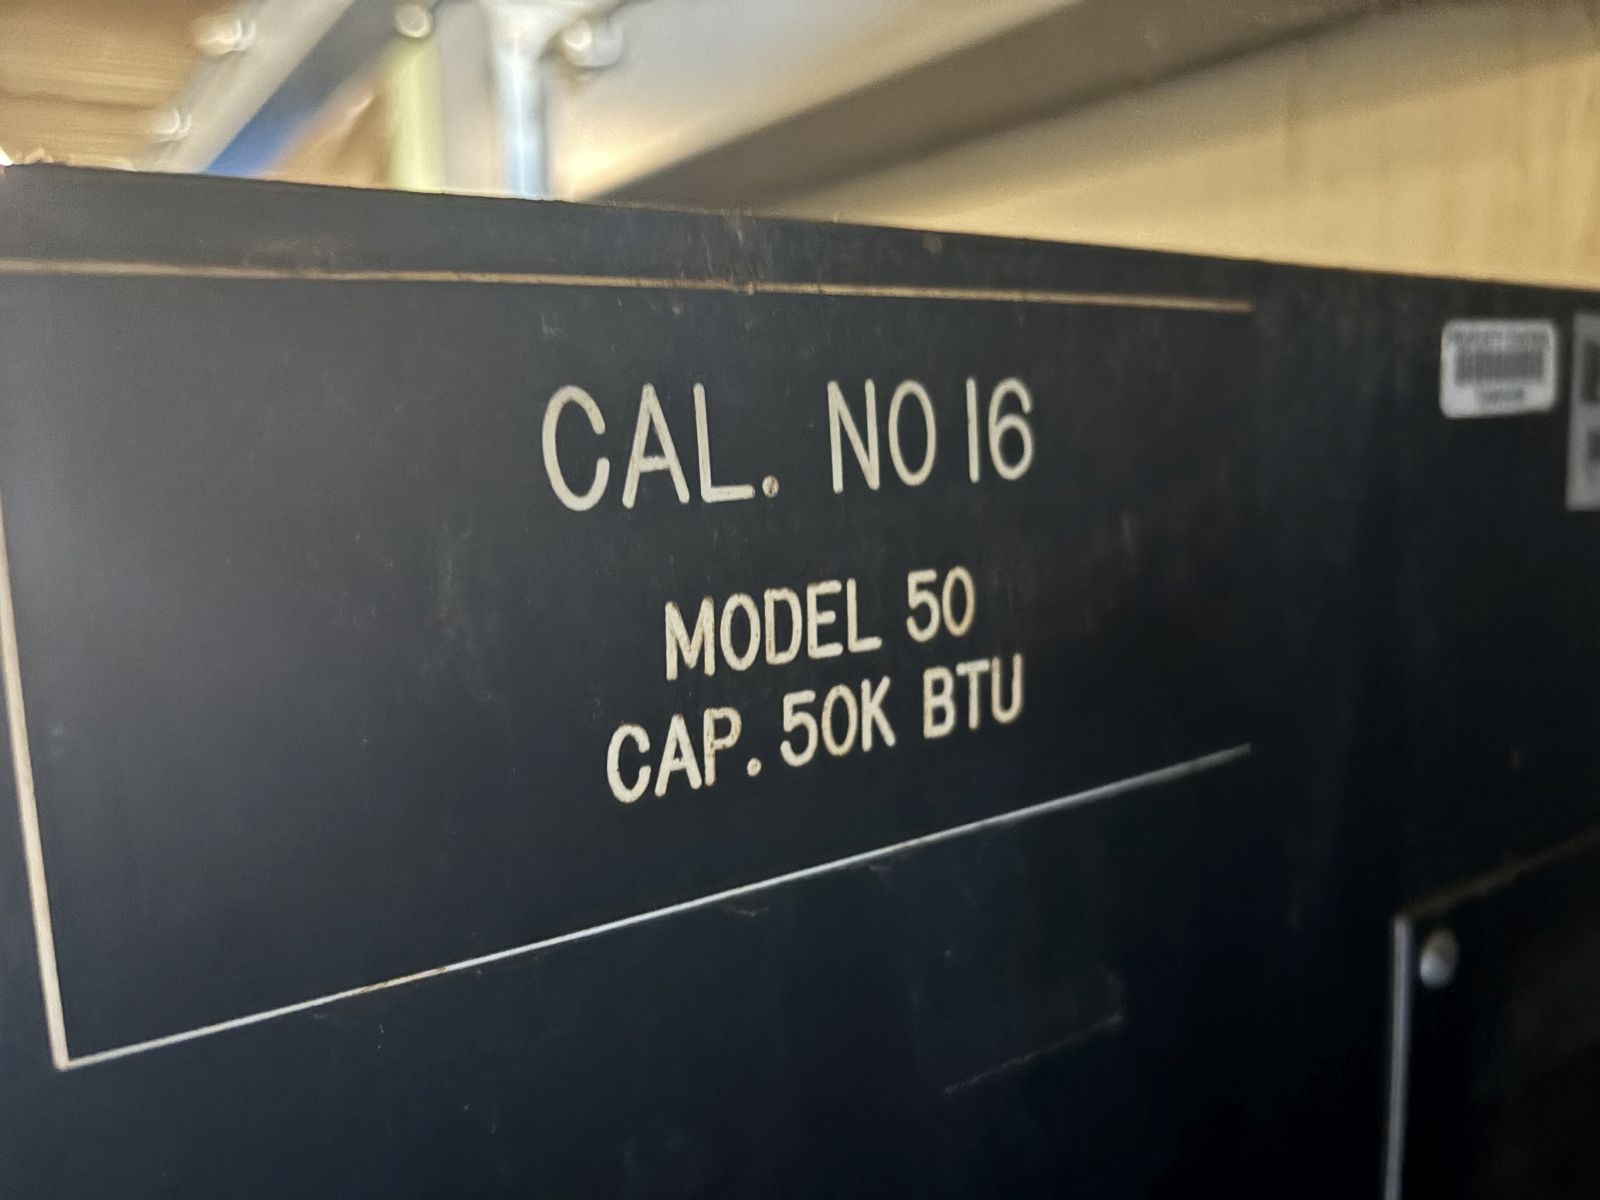 CAL. NO 16
MODEL 50
CAP. 50K BTU